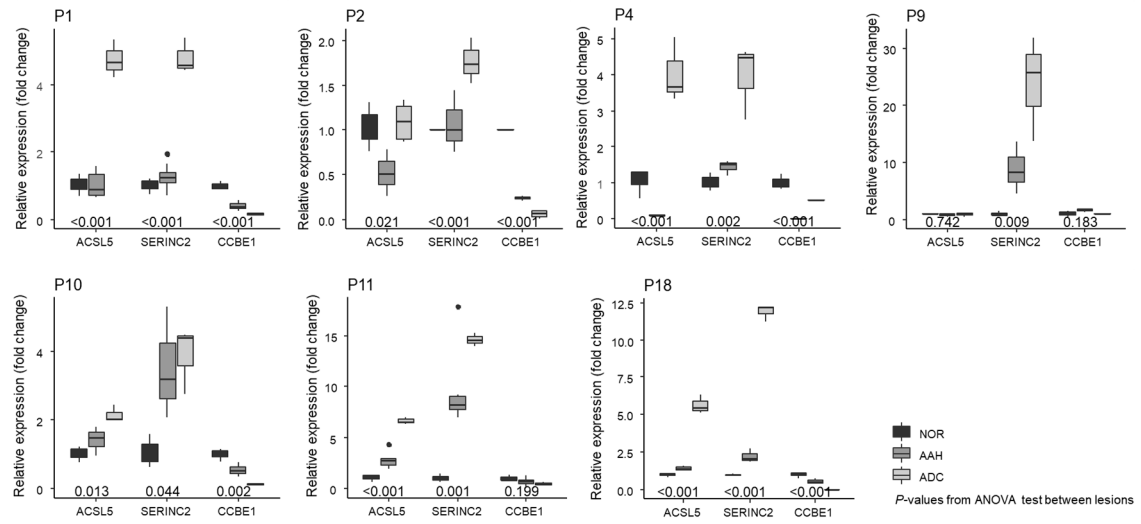 P1
Relative expression (fold change)
4
2
0
<0.001 <0.001 <0.001
ACSL5 SERINC2 CCBE1
P2
Relative expression (fold change)
2.0
1.5
1.0
0.5
0
0.021 <0.001 <0.001
ACSL5 SERINC2 CCBE1
P4
Relative expression (fold change)
5
4
3
2
1
0
<0.001 0.002 <0.001
ACSL5 SERINC2 CCBE1
P9
Relative expression (fold change)
30
20
10
0
0.742 0.009 0.183
ACSL5 SERINC2 CCBE1
P10
Relative expression (fold change)
4
2
0
0.013 0.044 0.002
ACSL5 SERINC2 CCBE1
P11
Relative expression (fold change)
15
10
5
0
<0.001 0.001 0.199
ACSL5 SERINC2 CCBE1
P18
Relative expression (fold change)
12.5
10.0
7.5
5.0
2.5
0.0
<0.001 <0.001 <0.001
ACSL5 SERINC2 CCBE1
NOR
AAH
ADC
P-values from ANOVA test between lesions